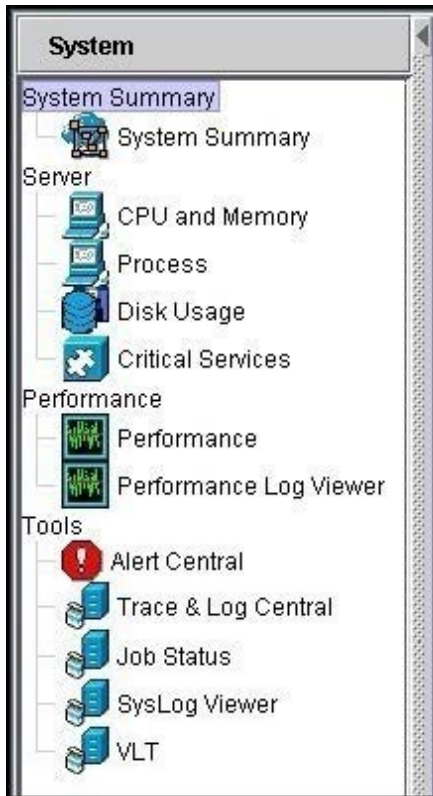 System
System Summary
System Summary
Server
CPU and Memory
Process
Disk Usage
Critical Services
Performance
Performance
Performance Log Viewer
Tools
Alert Central
Trace & Log Central
Job Status
SysLog Viewer
VLT